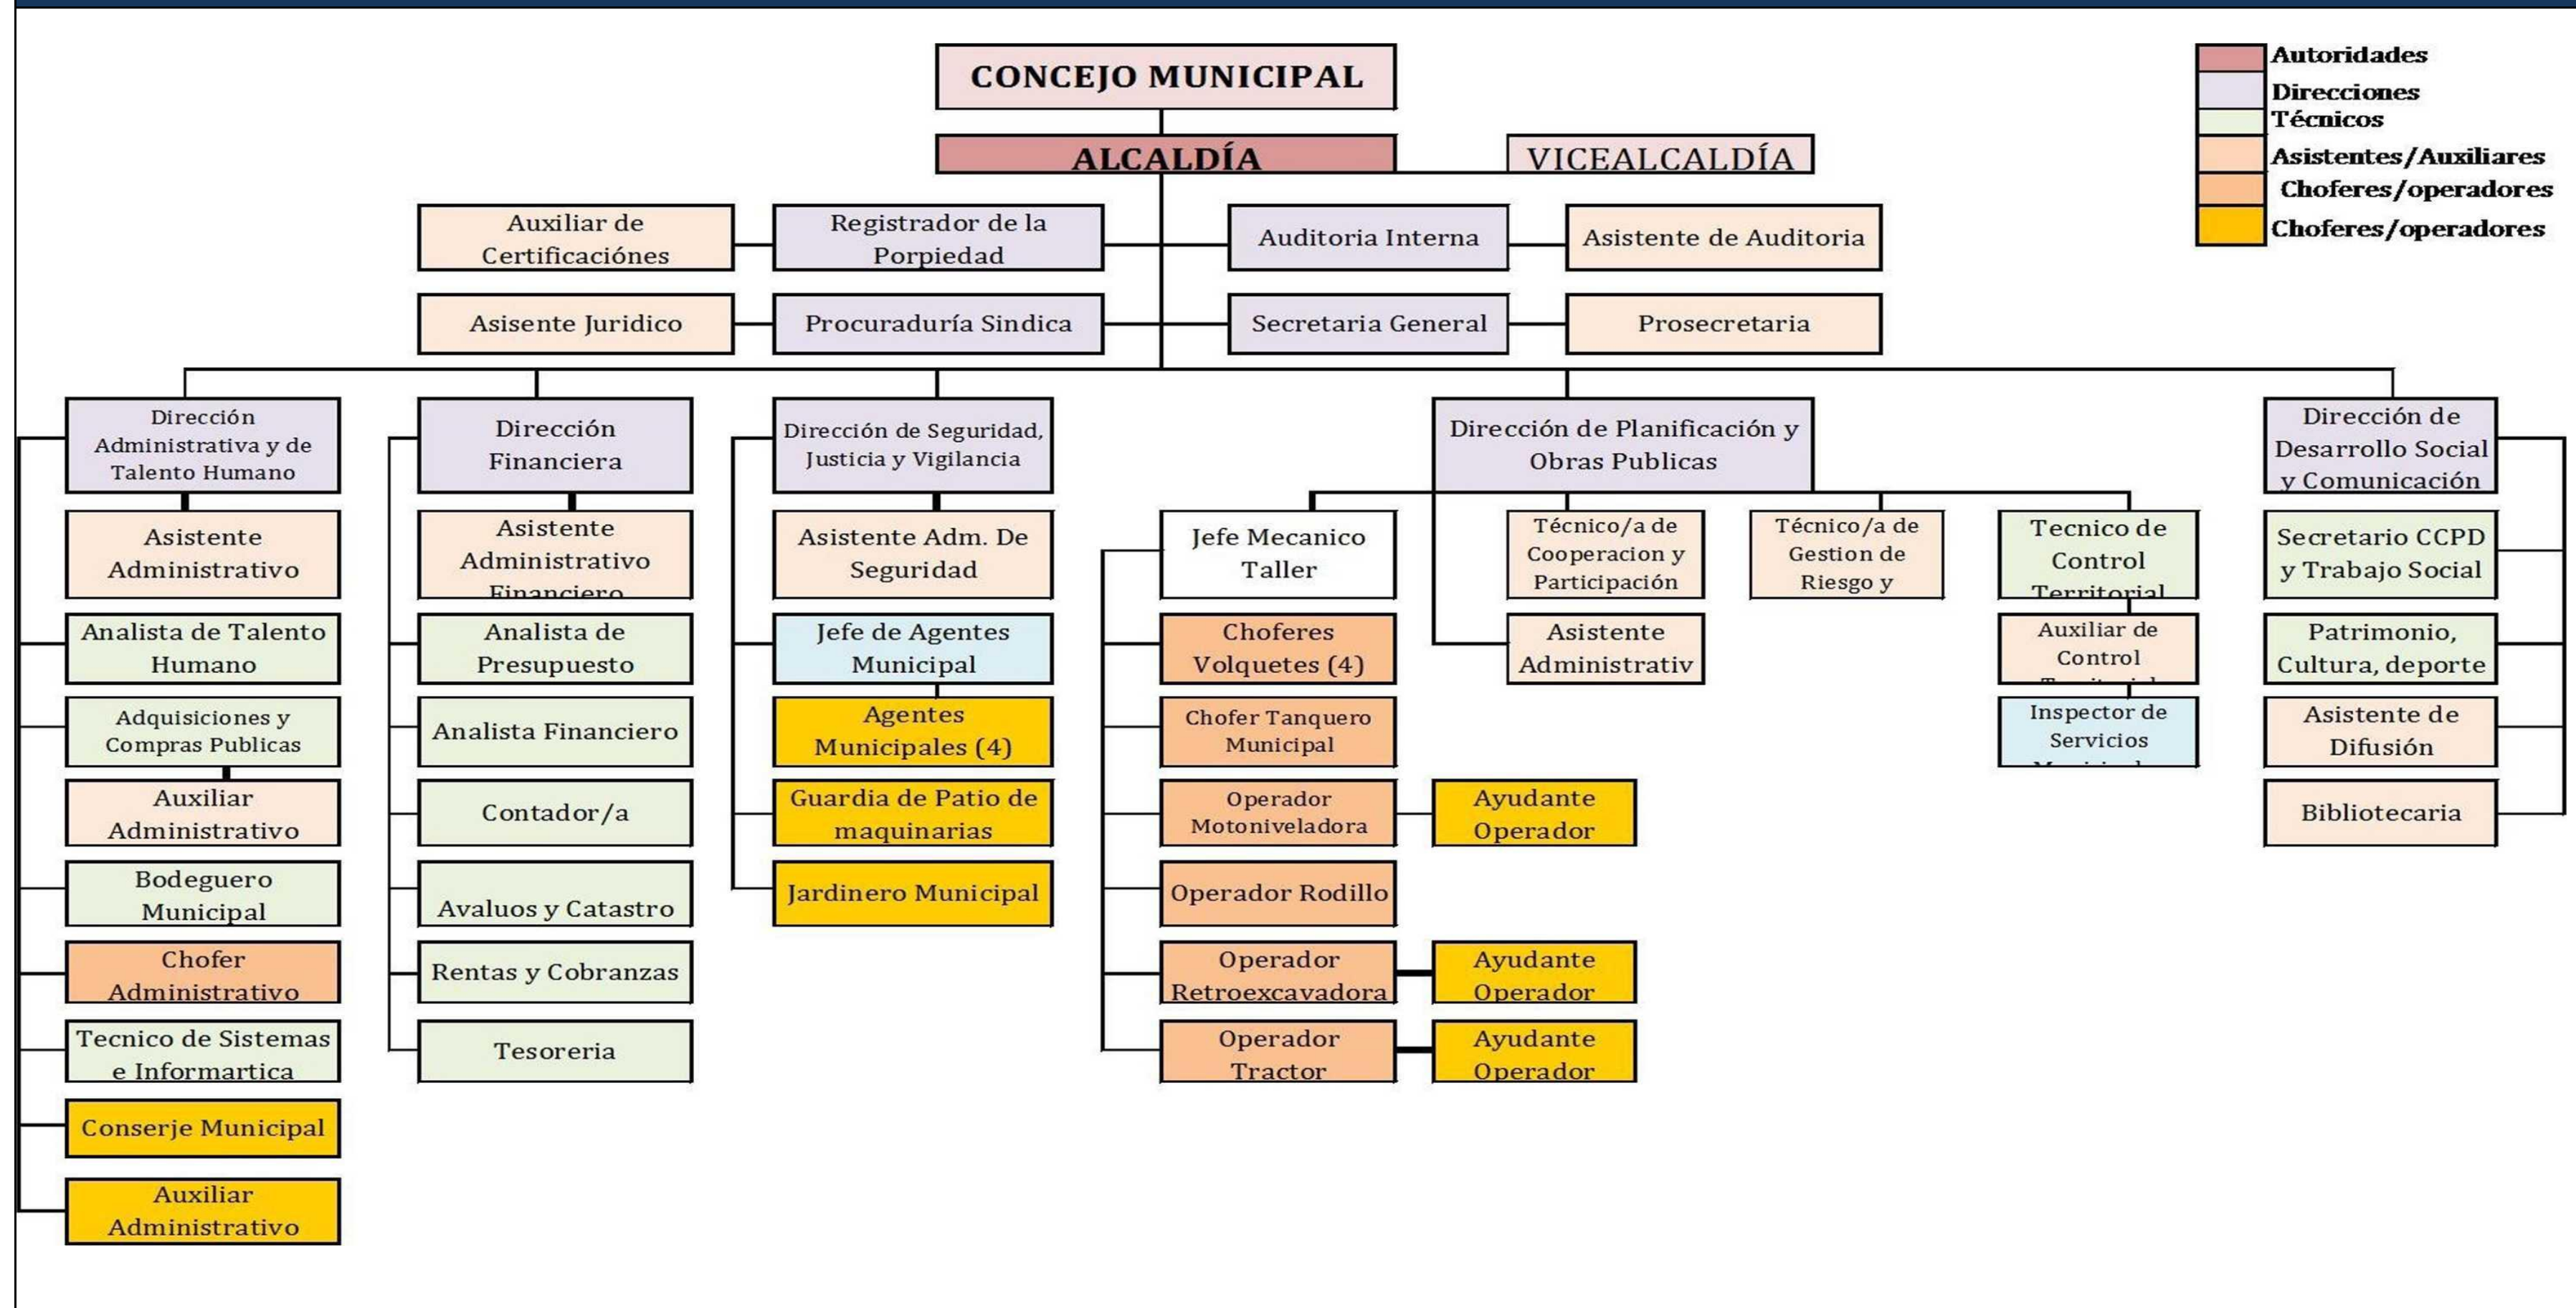 CONCEJO MUNICIPAL
ALCALDÍA
VICEALCALDÍA
Autoridades
Direcciones
Técnicos
Asistentes/Auxiliares
Choferes/operadores
Choferes/operadores
Auxiliar de
Certificaciónes
Registrador de la
Porpiedad
Auditoria Interna
Asistente de Auditoria
Asisente Juridico
Procuraduría Sindica
Secretaria General
Prosecretaria
Dirección
Administrativa y de
Talento Humano
Asistente
Administrativo
Analista de Talento
Humano
Adquisiciones y
Compras Publicas
Auxiliar
Administrativo
Bodeguero
Municipal
Chofer
Administrativo
Tecnico de Sistemas
e Informartica
Conserje Municipal
Auxiliar
Administrativo
Dirección
Financiera
Asistente
Administrativo
Financiero
Analista de
Presupuesto
Analista Financiero
Contador/a
Avaluos y Catastro
Rentas y Cobranzas
Tesoreria
Dirección de Seguridad,
Justicia y Vigilancia
Asistente Adm. De
Seguridad
Jefe de Agentes
Municipal
Agentes
Municipales (4)
Guardia de Patio de
maquinarias
Jardinero Municipal
Dirección de Planificación y
Obras Publicas
Jefe Mecanico
Taller
Choferes
Volquetes (4)
Chofer Tanquero
Municipal
Operador
Motoniveladora
Ayudante
Operador
Operador Rodillo
Operador
Retroexcavadora
Ayudante
Operador
Operador
Tractor
Ayudante
Operador
Técnico/a de
Cooperacion y
Participación
Asistente
Administrativ
Técnico/a de
Gestion de
Riesgo y
Tecnico de
Control
Territorial
Auxiliar de
Control
Inspector de
Servicios
Dirección de
Desarrollo Social
y Comunicación
Secretario CCPD
y Trabajo Social
Patrimonio,
Cultura, deporte
Asistente de
Difusión
Bibliotecaria